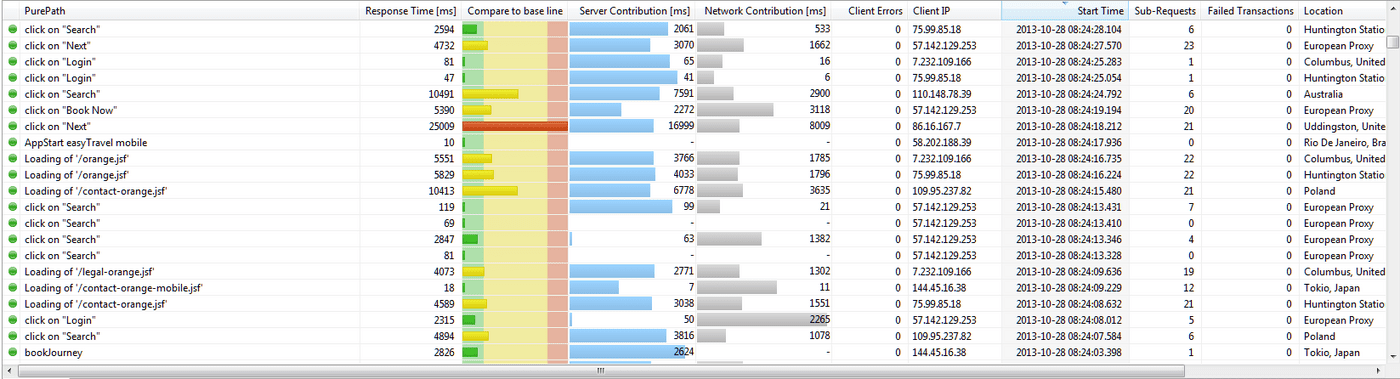 PurePath Response Time [ms] Compare to base line Server Contribution [ms] Network Contribution [ms] Client Errors Client IP Start Time Sub-Requests Failed Transactions Location
click on "Search" 2594 2061 533 0 75.99.85.18 2013-10-28 08:24:28.104 6 0 Huntington Statio
click on "Next" 4732 3070 1662 0 57.142.129.253 2013-10-28 08:24:27.570 23 0 European Proxy
click on "Login" 81 65 16 0 7.232.109.166 2013-10-28 08:24:25.283 1 0 Columbus, United
click on "Login" 47 41 6 0 75.99.85.18 2013-10-28 08:24:25.054 1 0 Huntington Statio
click on "Search" 10491 7591 2900 0 110.148.78.39 2013-10-28 08:24:24.792 6 0 Australia
click on "Book Now" 5390 2272 3118 0 57.142.129.253 2013-10-28 08:24:19.194 20 0 European Proxy
click on "Next" 25009 16999 8009 0 86.16.167.7 2013-10-28 08:24:18.212 21 0 Uddingston, Unite
AppStart easyTravel mobile 10 - - 0 58.202.188.39 2013-10-28 08:24:17.936 0 0 Rio De Janeiro, Bra
Loading of '/orange.jsf' 5551 3766 1785 0 7.232.109.166 2013-10-28 08:24:16.735 22 0 Columbus, United
Loading of '/orange.jsf' 5829 4033 1796 0 75.99.85.18 2013-10-28 08:24:16.224 22 0 Huntington Statio
Loading of '/contact-orange.jsf' 10413 6778 3635 0 109.95.237.82 2013-10-28 08:24:15.480 21 0 Poland
click on "Search" 119 99 21 0 57.142.129.253 2013-10-28 08:24:13.431 7 0 European Proxy
click on "Search" 69 - - 0 57.142.129.253 2013-10-28 08:24:13.410 0 0 European Proxy
click on "Search" 2847 63 1382 0 57.142.129.253 2013-10-28 08:24:13.346 4 0 European Proxy
click on "Search" 81 - - 0 57.142.129.253 2013-10-28 08:24:13.328 0 0 European Proxy
Loading of '/legal-orange.jsf' 4073 2771 1302 0 7.232.109.166 2013-10-28 08:24:09.636 19 0 Columbus, United
Loading of '/contact-orange-mobile.jsf' 18 7 11 0 144.45.16.38 2013-10-28 08:24:09.229 12 0 Tokio, Japan
Loading of '/contact-orange.jsf' 4589 3038 1551 0 75.99.85.18 2013-10-28 08:24:08.632 21 0 Huntington Statio
click on "Login" 2315 50 2265 0 57.142.129.253 2013-10-28 08:24:08.012 5 0 European Proxy
click on "Search" 4894 3816 1078 0 109.95.237.82 2013-10-28 08:24:07.584 6 0 Poland
bookJourney 2826 2624 - 0 144.45.16.38 2013-10-28 08:24:03.398 1 0 Tokio, Japan